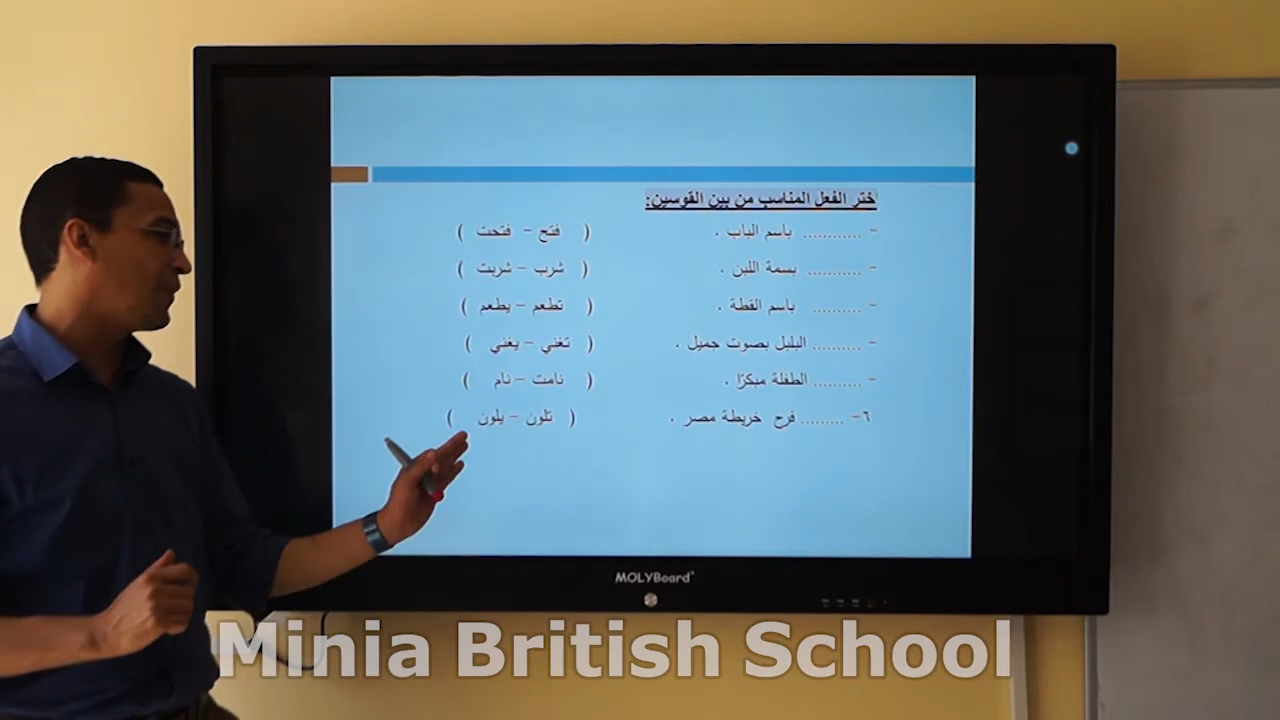 ختر الفعل المناسب من بين القوسين:
- ............ باسم الباب . ( فتح - فتحت )
- ........... بسمة اللبن . ( شرب – شربت )
- .......... باسم القطة . ( تطعم – يطعم )
- .......... البلبل بصوت جميل . ( تغني – يغني )
- .......... الطفلة مبكرًا . ( نامت – نام )
٦- ......... فرح خريطة مصر . ( تلون – يلون )
MOLYBoard
Minia British School